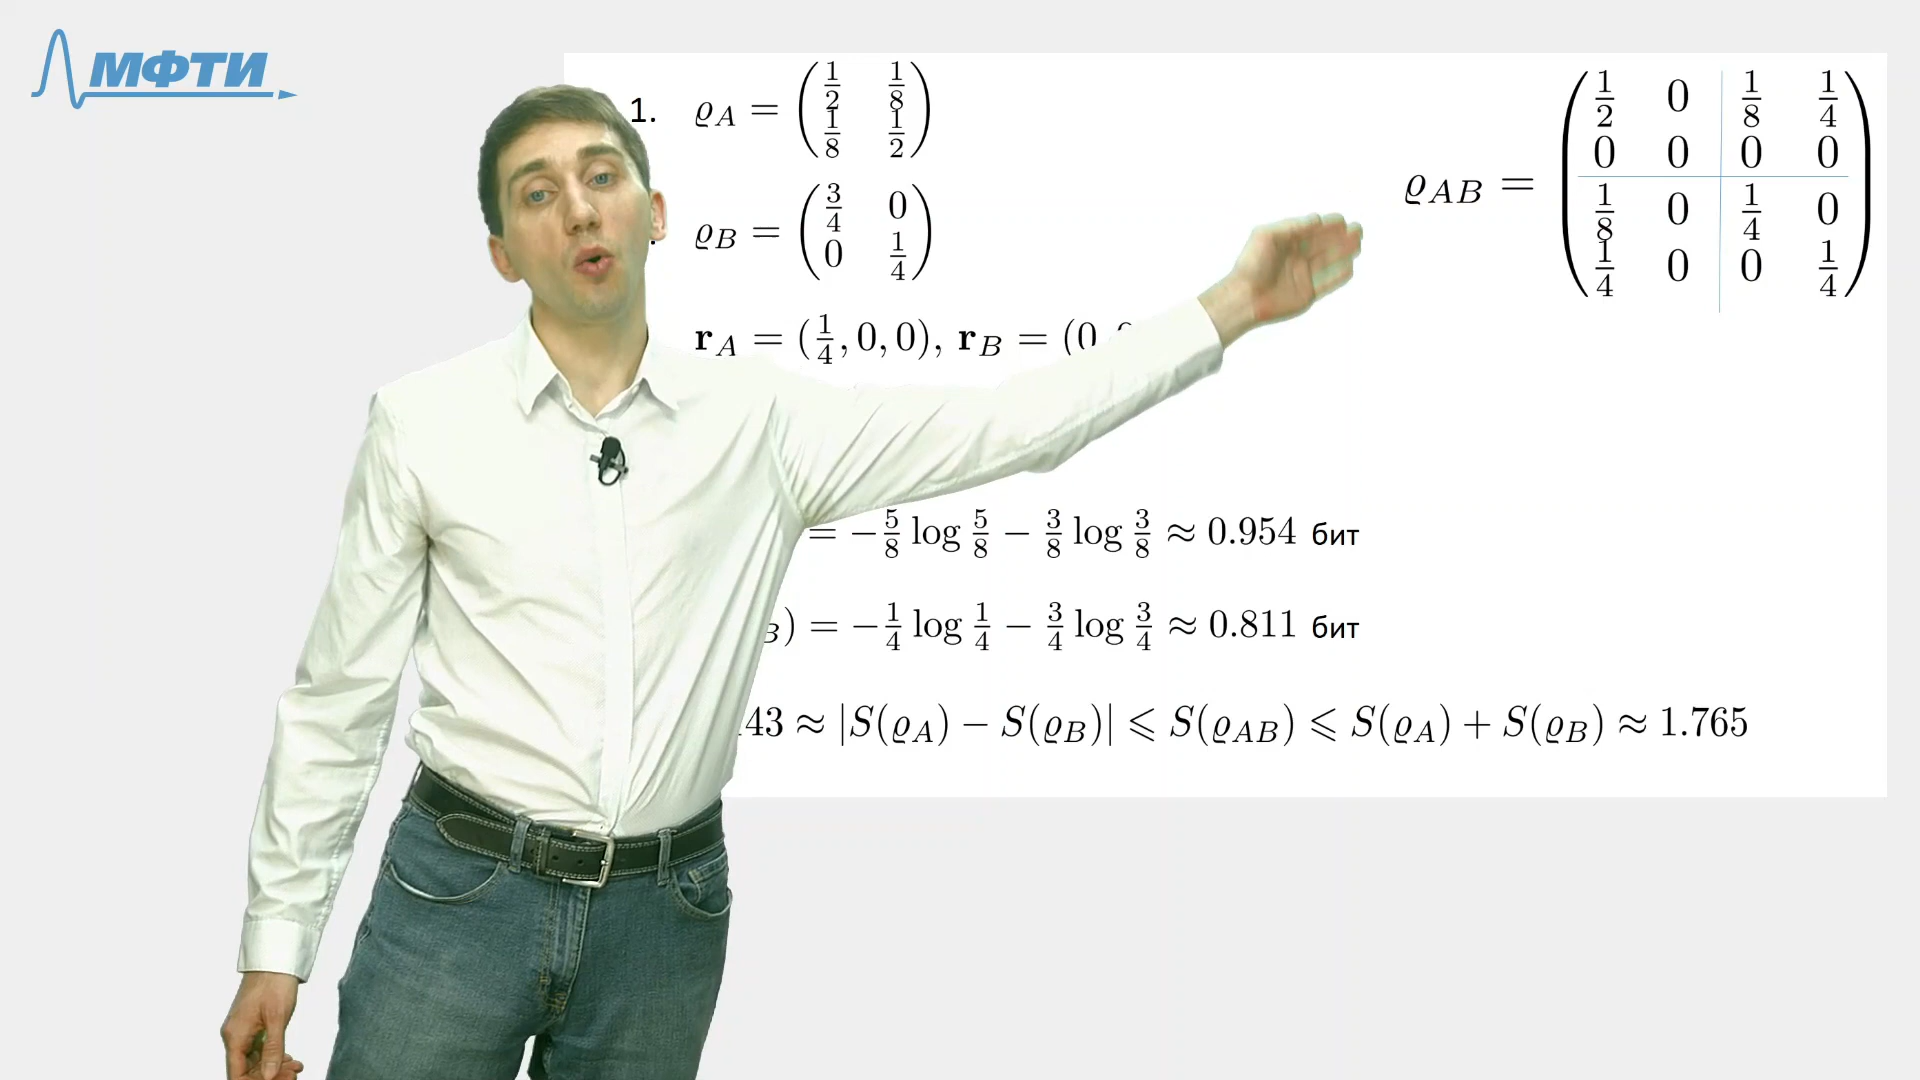 МФТИ
1. ϱ_A = (1/2 1/8; 1/8 1/2)
ϱ_AB = (1/2 0 1/8 1/4; 0 0 0 0; 1/8 0 1/4 0; 1/4 0 0 1/4)
. ϱ_B = (3/4 0; 0 1/4)
r_A = (1/4, 0, 0), r_B = (0
= −5/8 log 5/8 − 3/8 log 3/8 ≈ 0.954 бит
B) = −1/4 log 1/4 − 3/4 log 3/4 ≈ 0.811 бит
.43 ≈ |S(ϱ_A) − S(ϱ_B)| ⩽ S(ϱ_AB) ⩽ S(ϱ_A) + S(ϱ_B) ≈ 1.765